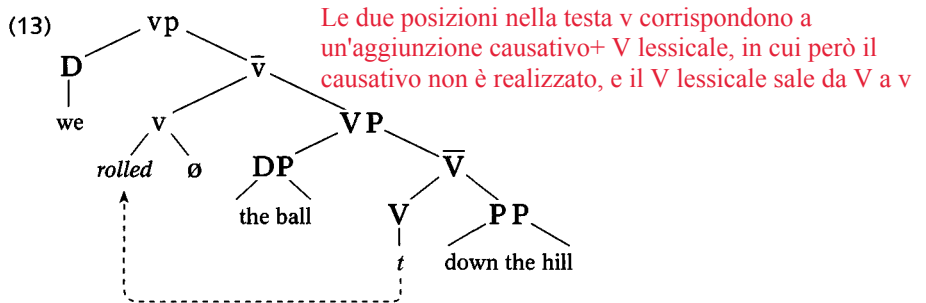 (13) vp Le due posizioni nella testa v corrispondono a
un'aggiunzione causativo+ V lessicale, in cui però il
causativo non è realizzato, e il V lessicale sale da V a v
D v̅
we v VP
rolled ø DP V̅
the ball V PP
t down the hill